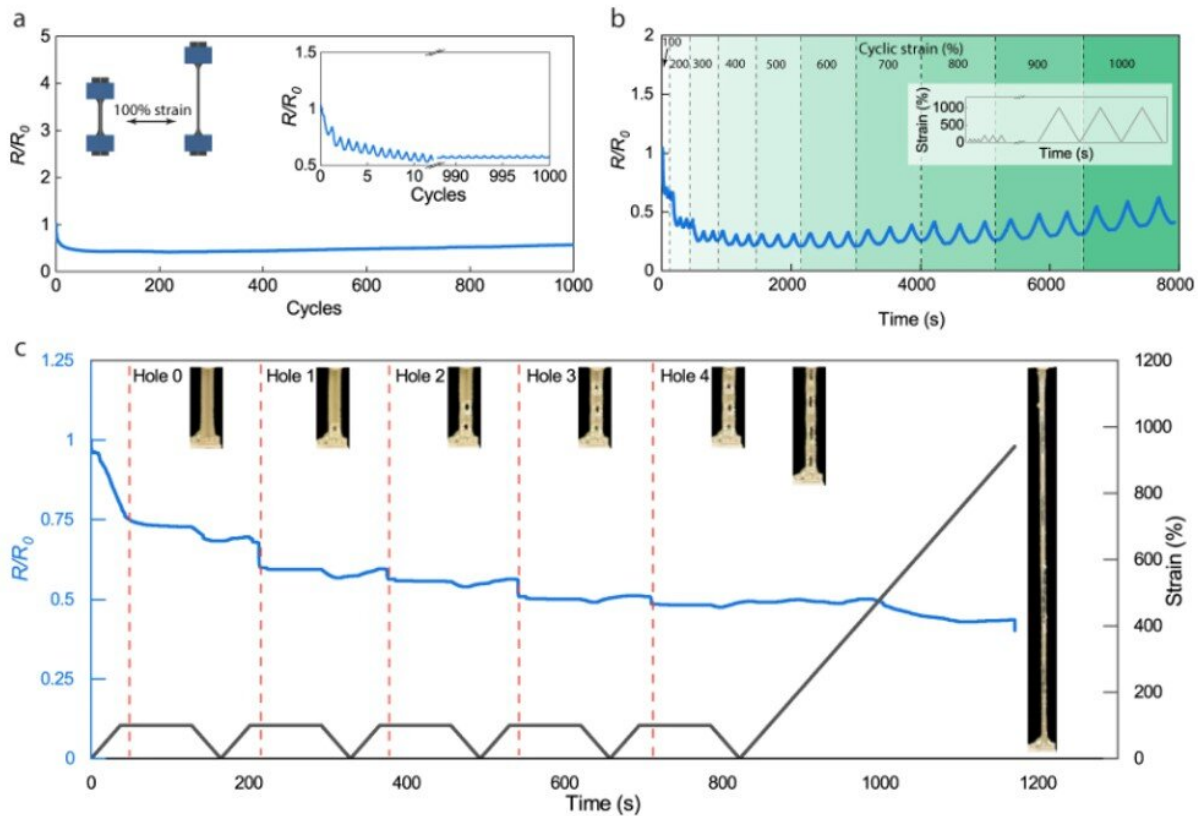 a
5
4
3
2
1
0
R/R0
100% strain
0 200 400 600 800 1000
Cycles
1.5
1.0
0.5
R/R0
0 5 10 990 995 1000
Cycles
b
2
1.5
1
0.5
0
R/R0
Cyclic strain (%)
100
200 300 400 500 600 700 800 900 1000
1000
500
0
Strain (%)
Time (s)
0 2000 4000 6000 8000
Time (s)
c
1.25
1
0.75
0.5
0.25
0
R/R0
Hole 0 Hole 1 Hole 2 Hole 3 Hole 4
1200
1000
800
600
400
200
0
Strain (%)
0 200 400 600 800 1000 1200
Time (s)